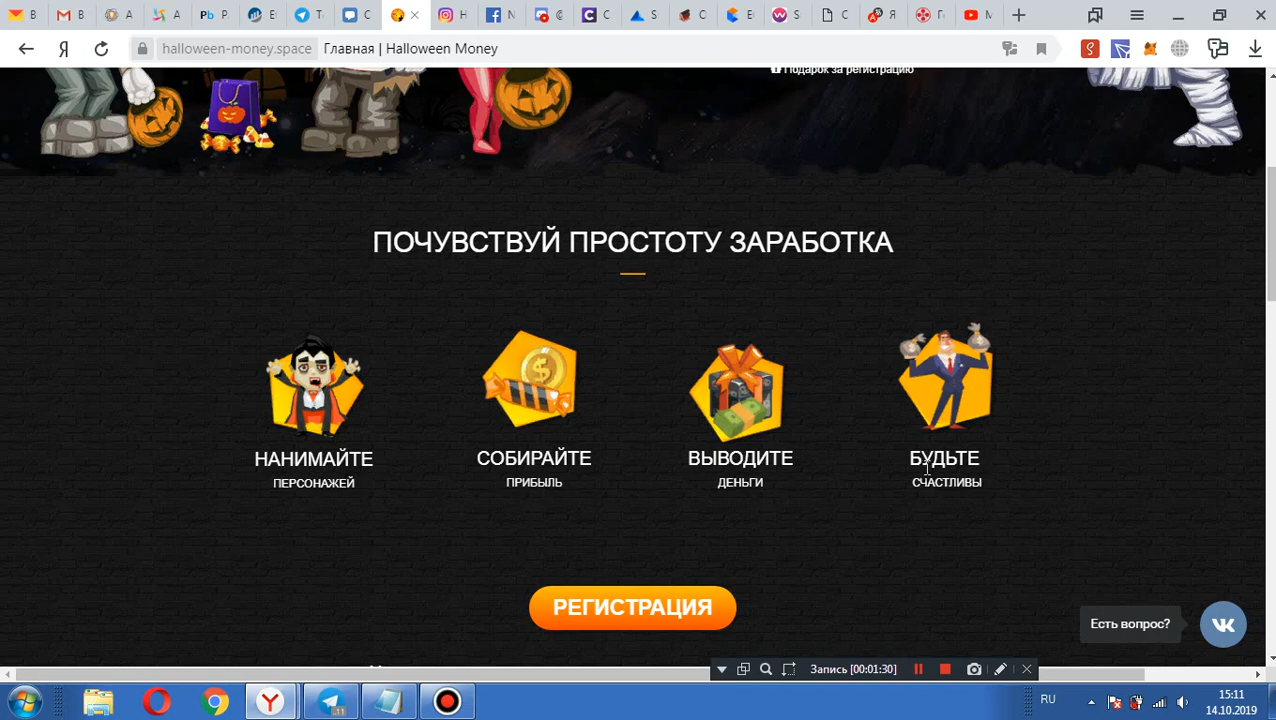 В
В
А
А
Р
Е
Т
С
Н
N
@
С
S
С
Е
S
С
Я
Г
М
halloween-money.space
Главная | Halloween Money
Подарок за регистрацию
ПОЧУВСТВУЙ ПРОСТОТУ ЗАРАБОТКА
НАНИМАЙТЕ
ПЕРСОНАЖЕЙ
СОБИРАЙТЕ
ПРИБЫЛЬ
ВЫВОДИТЕ
ДЕНЬГИ
БУДЬТЕ
СЧАСТЛИВЫ
РЕГИСТРАЦИЯ
Есть вопрос?
Запись [00:01:30]
RU
15:11
14.10.2019